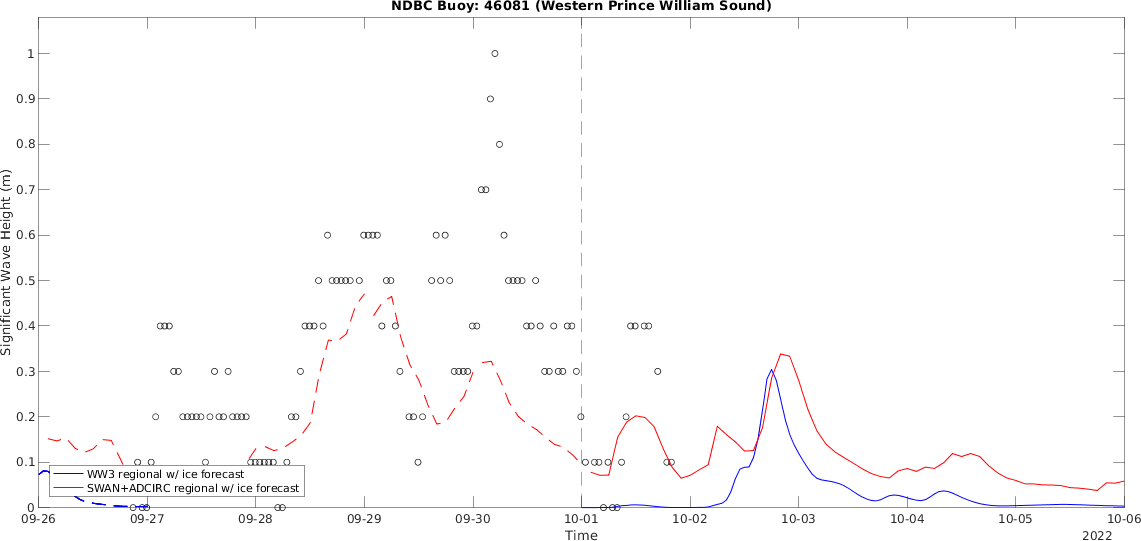 NDBC Buoy: 46081 (Western Prince William Sound)
1
0.9
0.8
0.7
0.6
0.5
0.4
0.3
0.2
0.1
0
Significant Wave Height (m)
WW3 regional w/ ice forecast
SWAN+ADCIRC regional w/ ice forecast
09-26 09-27 09-28 09-29 09-30 10-01 10-02 10-03 10-04 10-05 10-06
Time
2022